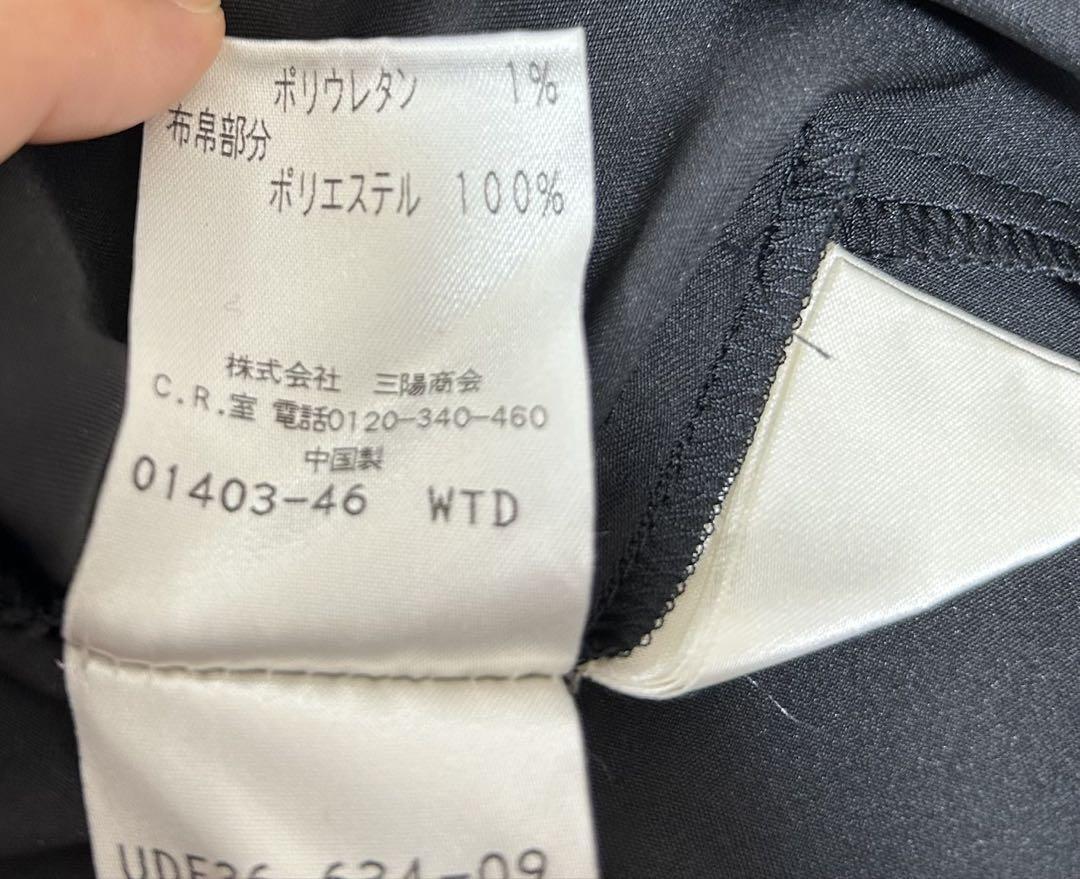 ポリウレタン 1%
布帛部分
ポリエステル 100%
株式会社 三陽商会
C.R.室 電話0120-340-460
中国製
01403-46 WTD
634-09